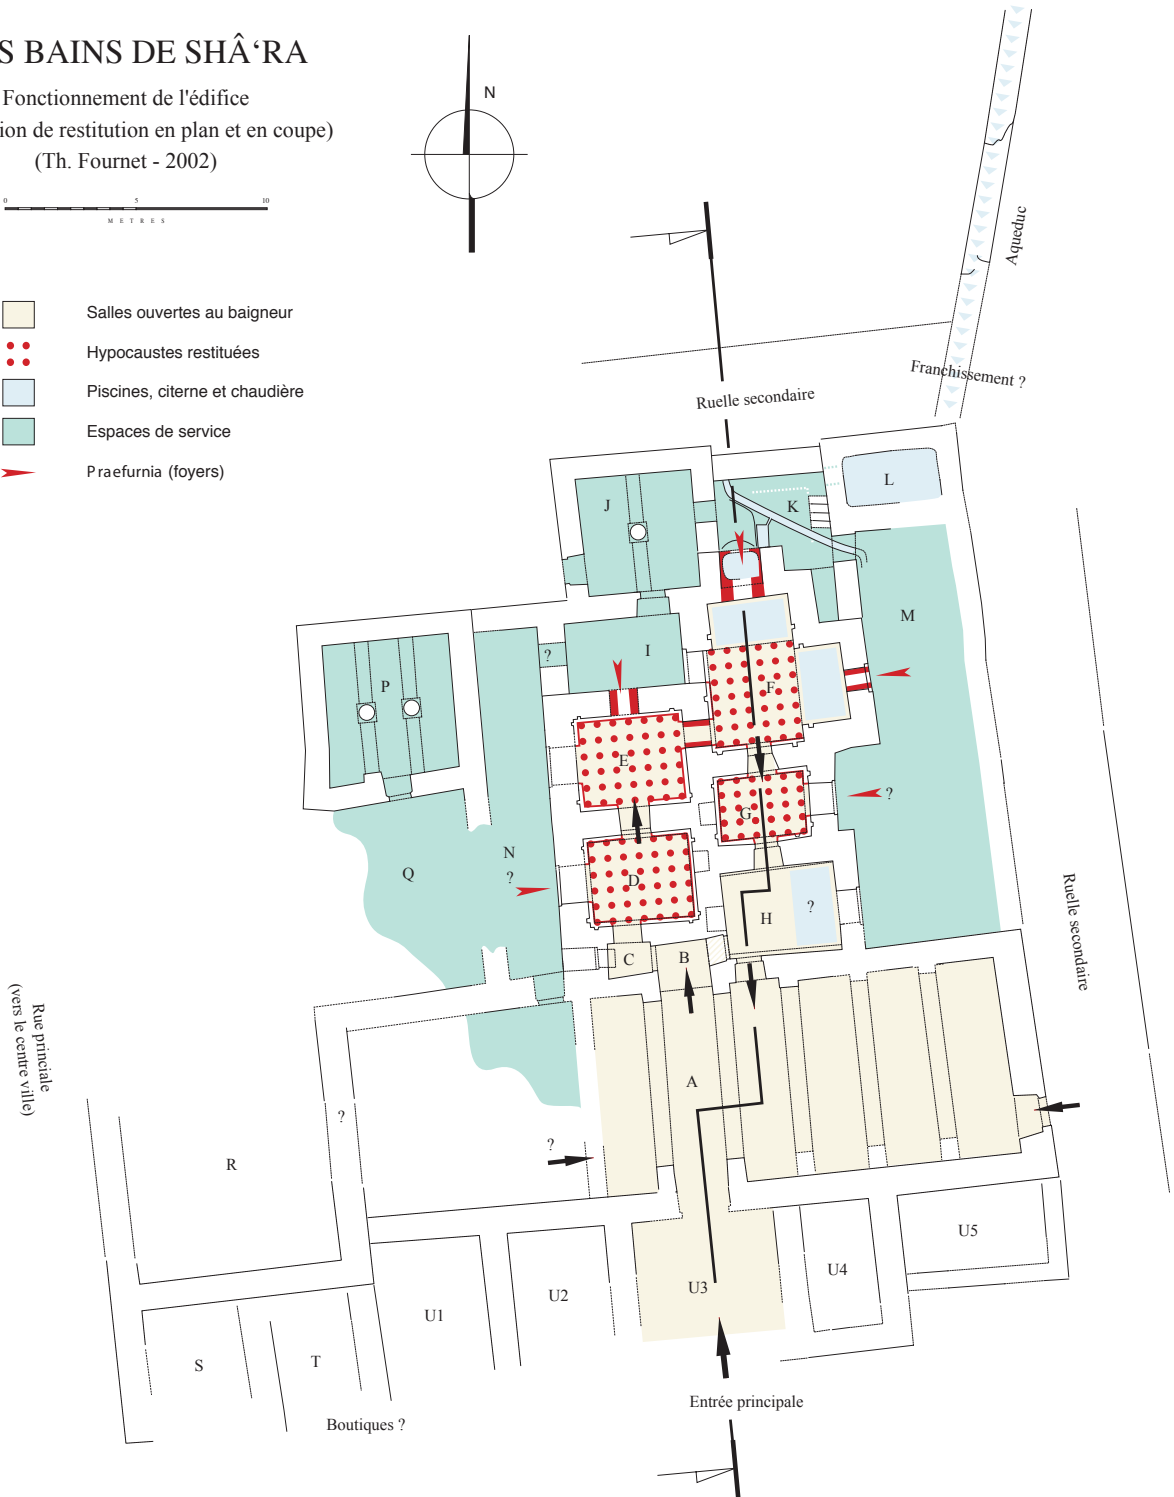 S BAINS DE SHÂ‘RA
Fonctionnement de l'édifice
ion de restitution en plan et en coupe)
(Th. Fournet - 2002)
N
0 5 10
METRES
Salles ouvertes au baigneur
Hypocaustes restituées
Piscines, citerne et chaudière
Espaces de service
Praefurnia (foyers)
Aqueduc
Franchissement ?
Ruelle secondaire
L
J
K
M
I
?
P
F
E
G
?
N
?
Q
D
H
?
C
B
Ruelle secondaire
Rue princiale
(vers le centre ville)
A
?
?
R
U5
U4
U3
U2
U1
S
T
Entrée principale
Boutiques ?